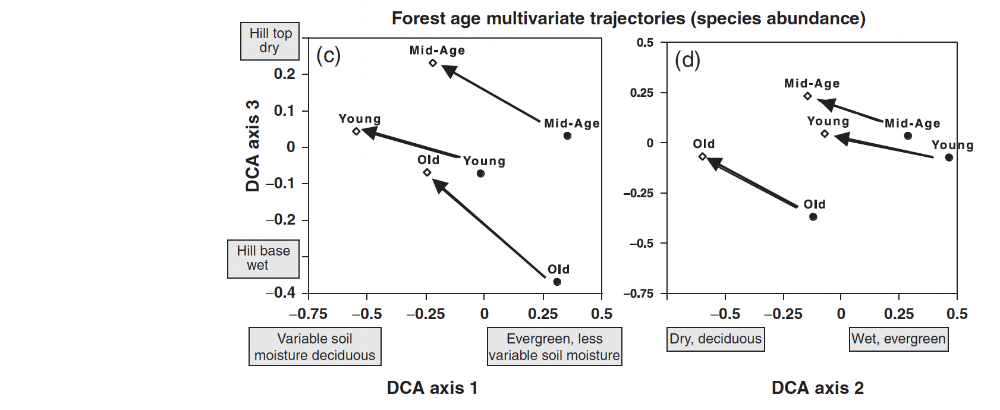 Forest age multivariate trajectories (species abundance)
Hill top
dry
(c)
Mid-Age
0.2
0.1
0
−0.1
−0.2
−0.4
DCA axis 3
Young
Mid-Age
Old
Young
Old
Hill base
wet
−0.75
−0.5
−0.25
0
0.25
0.5
Variable soil
moisture deciduous
Evergreen, less
variable soil moisture
DCA axis 1
0.5
0.25
0
−0.25
−0.5
−0.75
(d)
Mid-Age
Young
Mid-Age
Old
Young
Old
−0.5
−0.25
0
0.25
0.5
Dry, deciduous
Wet, evergreen
DCA axis 2